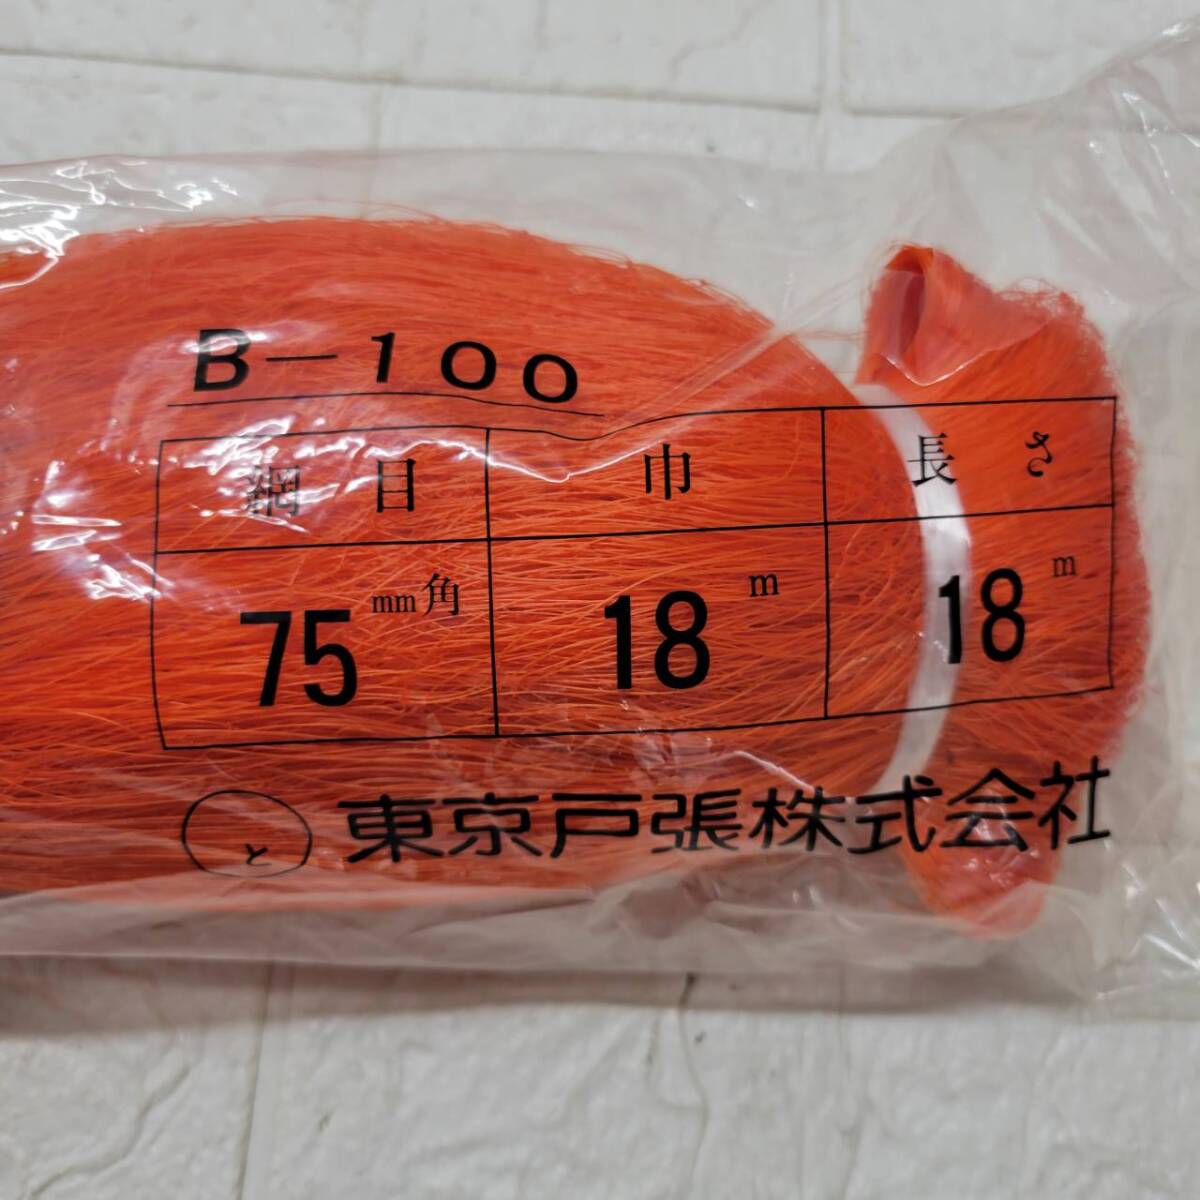 B-100
網目 巾 長さ
75mm角 18m 18m
と 東京戸張株式会社